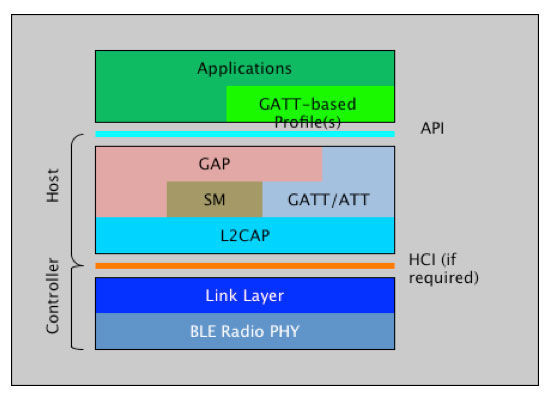 Applications
GATT-based
Profile(s)
API
GAP
Host
SM
GATT/ATT
L2CAP
HCI (if
required)
Controller
Link Layer
BLE Radio PHY